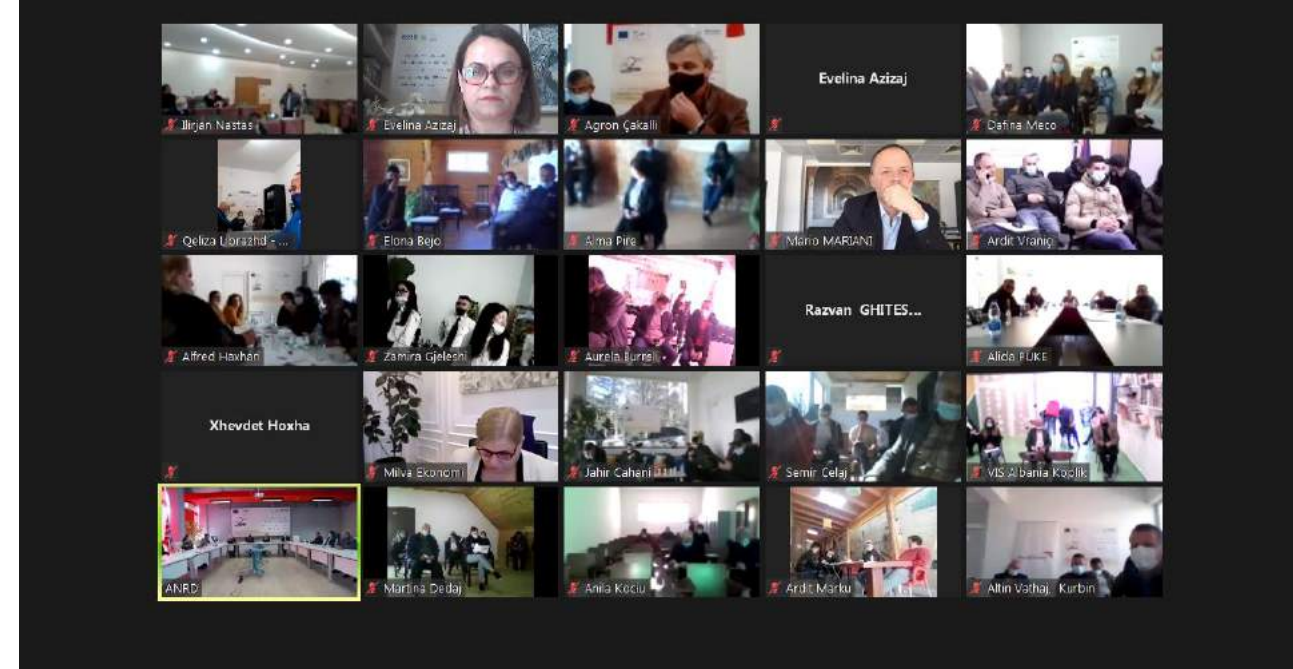 Ilirjan Nastas
Evelina Azizaj
Agron Çakalli
Evelina Azizaj
Dafina Meco
Qeliza Librazhd - ...
Elona Bejo
Alma Pire
Mario MARIANI
Ardit Vraniq
Alfred Haxhari
Zamira Gjeleshi
Aurela
Razvan GHITES...
Alida PUKE
Xhevdet Hoxha
Milva Ekonomi
Jahir Cahani
Semir Celaj
VIS Albania Koplik
ANRD
Martina Dedaj
Anila Kociu
Ardit Marku
Altin Vathaj, Kurbin